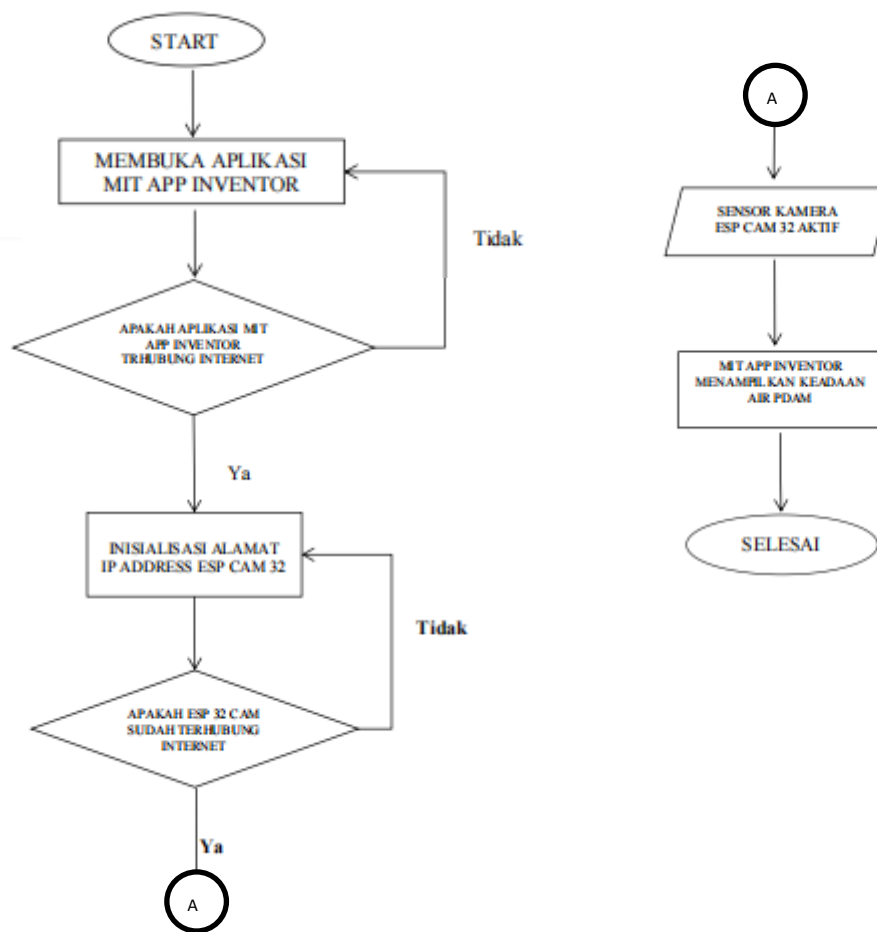 START
MEMBUKA APLIKASI
MIT APP INVENTOR
Tidak
APAKAH APLIKASI MIT
APP INVENTOR
TRHUBUNG INTERNET
Ya
INISIALISASI ALAMAT
IP ADDRESS ESP CAM 32
Tidak
APAKAH ESP 32 CAM
SUDAH TERHUBUNG
INTERNET
Ya
A
A
SENSOR KAMERA
ESP CAM 32 AKTIF
MIT APP INVENTOR
MENAMPILKAN KEADAAN
AIR PDAM
SELESAI